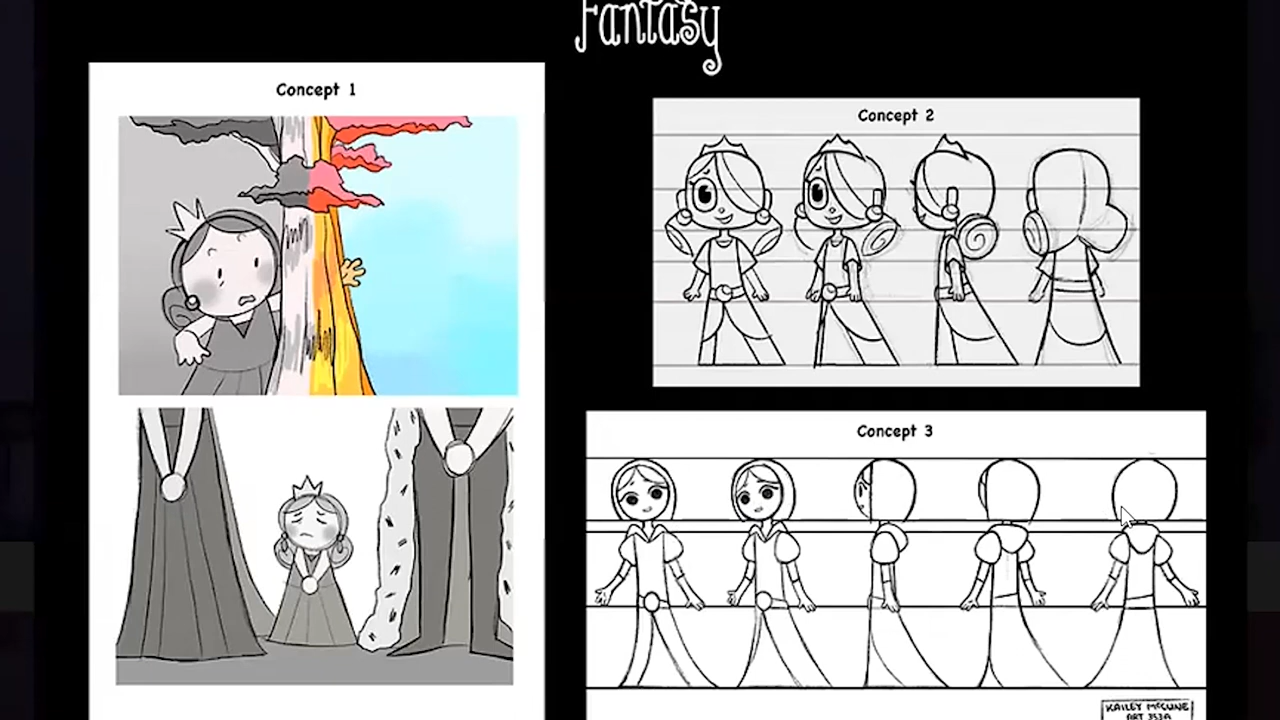 Fantasy
Concept 1
Concept 2
Concept 3
KAILEY McCUNE
ART 353A